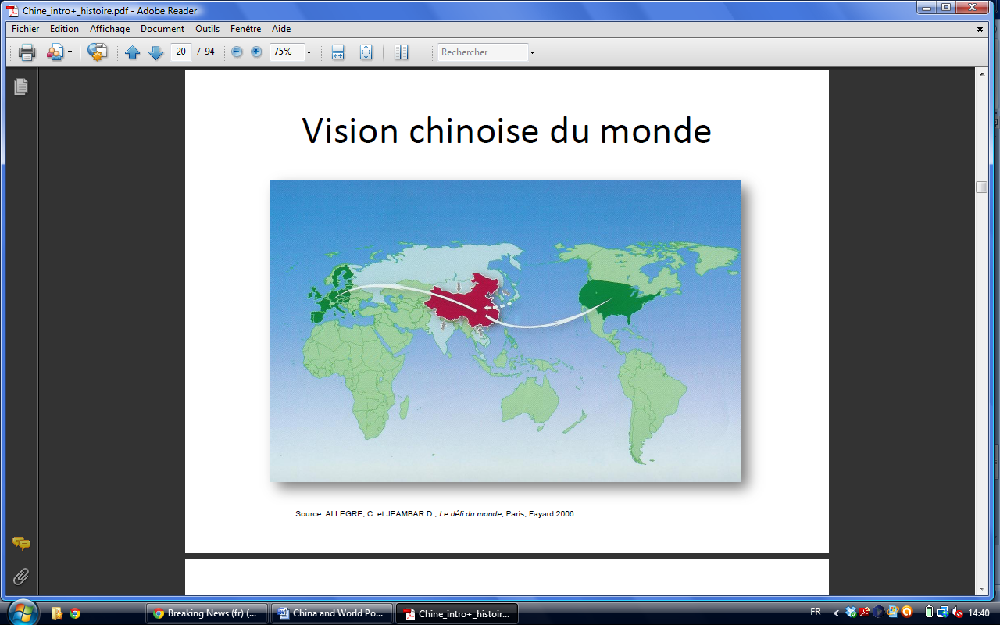 Chine_intro+_histoire.pdf - Adobe Reader
Fichier Edition Affichage Document Outils Fenêtre Aide
20 / 94 75% Rechercher
Vision chinoise du monde
Source: ALLEGRE, C. et JEAMBAR D., Le défi du monde, Paris, Fayard 2006
Breaking News (fr) (... China and World Po... Chine_intro+_histoir... FR 14:40